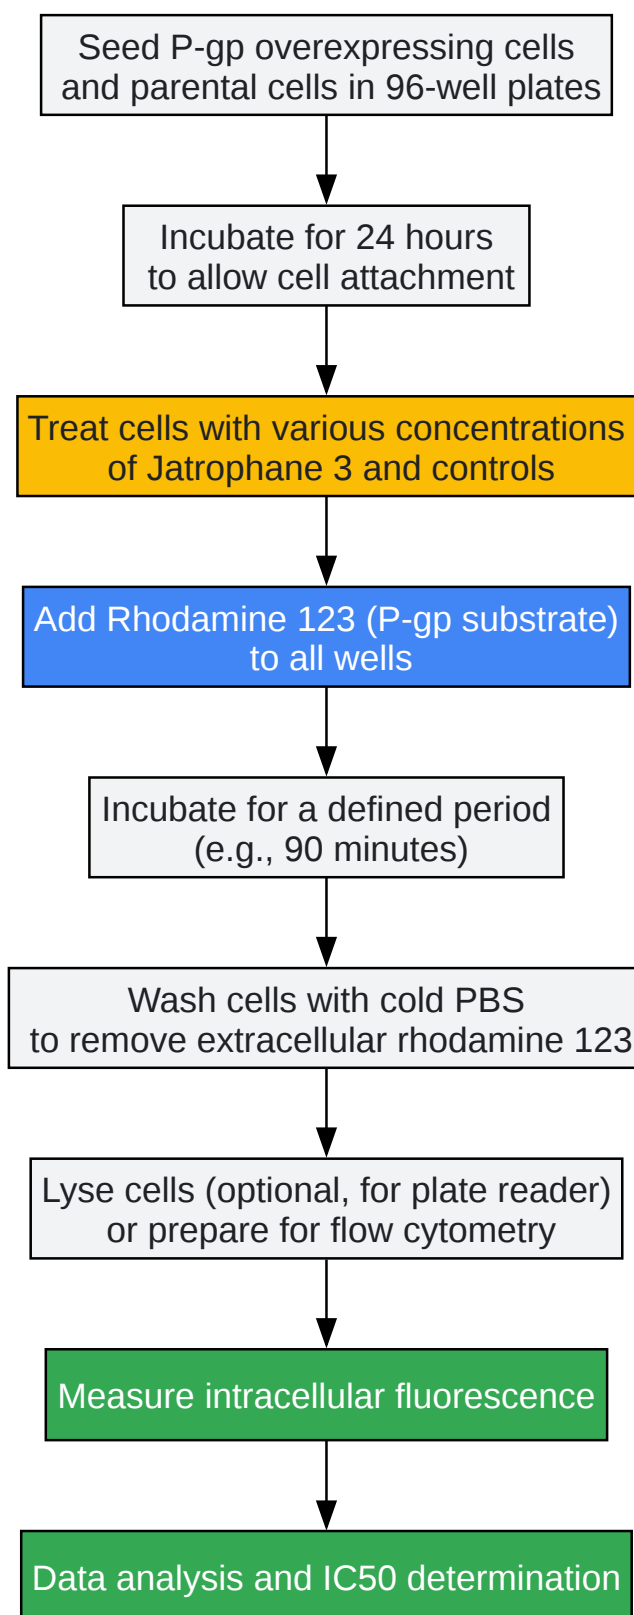 Seed P-gp overexpressing cells
and parental cells in 96-well plates
Incubate for 24 hours
to allow cell attachment
Treat cells with various concentrations
of Jatrophane 3 and controls
Add Rhodamine 123 (P-gp substrate)
to all wells
Incubate for a defined period
(e.g., 90 minutes)
Wash cells with cold PBS
to remove extracellular rhodamine 123
Lyse cells (optional, for plate reader)
or prepare for flow cytometry
Measure intracellular fluorescence
Data analysis and IC50 determination